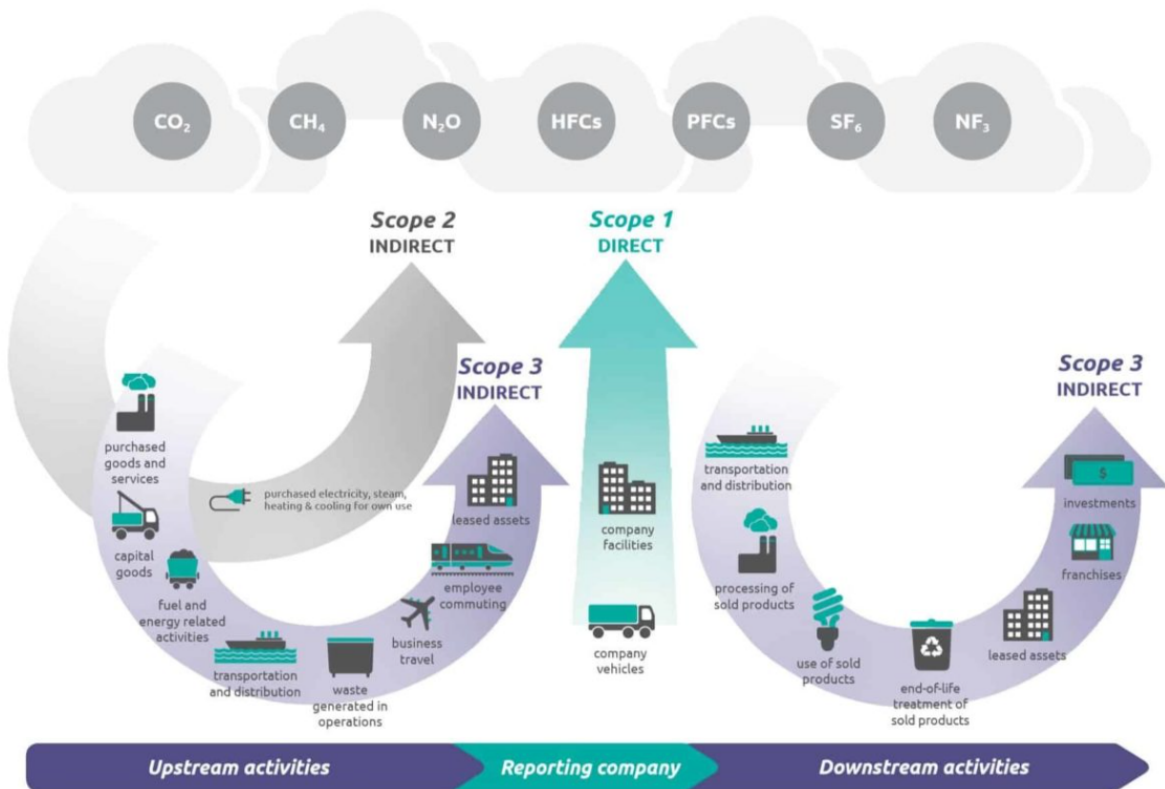 CO₂
CH₄
N₂O
HFCs
PFCs
SF₆
NF₃
Scope 2
INDIRECT
Scope 1
DIRECT
Scope 3
INDIRECT
Scope 3
INDIRECT
purchased
goods and
services
capital
goods
fuel and
energy related
activities
transportation
and distribution
waste
generated in
operations
business
travel
employee
commuting
leased assets
purchased electricity, steam,
heating & cooling for own use
company
facilities
company
vehicles
transportation
and distribution
processing of
sold products
use of sold
products
end-of-life
treatment of
sold products
leased assets
franchises
$
investments
Upstream activities
Reporting company
Downstream activities